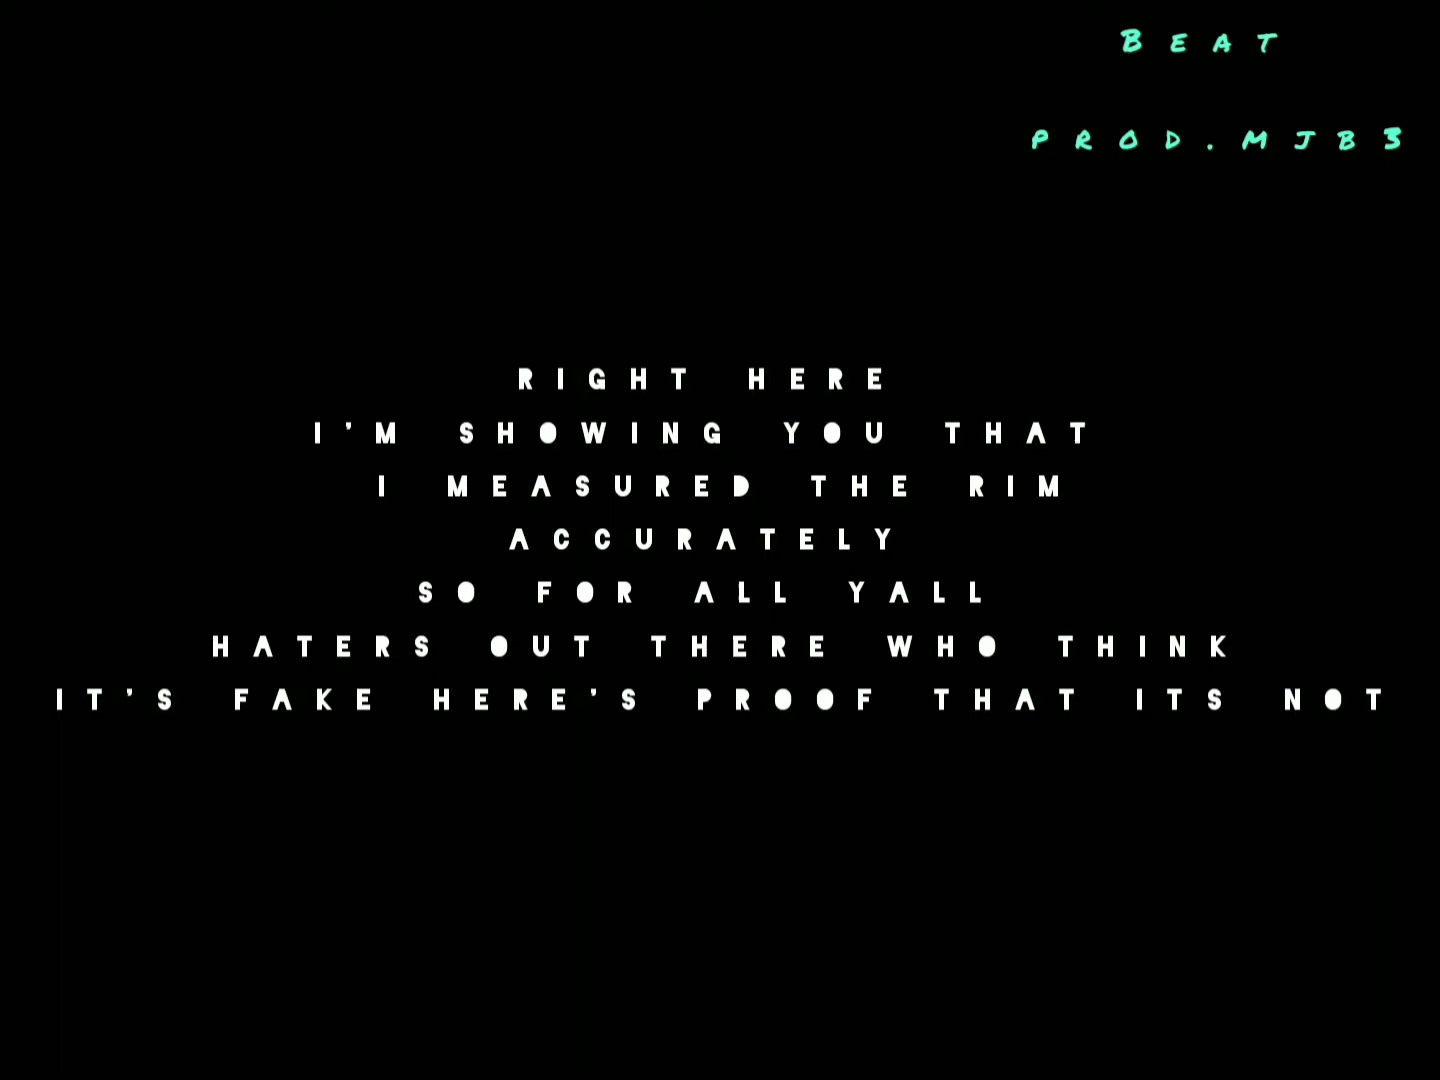 Beat
prod.mjb3
RIGHT HERE
I'M SHOWING YOU THAT
I MEASURED THE RIM
ACCURATELY
SO FOR ALL YALL
HATERS OUT THERE WHO THINK
IT'S FAKE HERE'S PROOF THAT ITS NOT